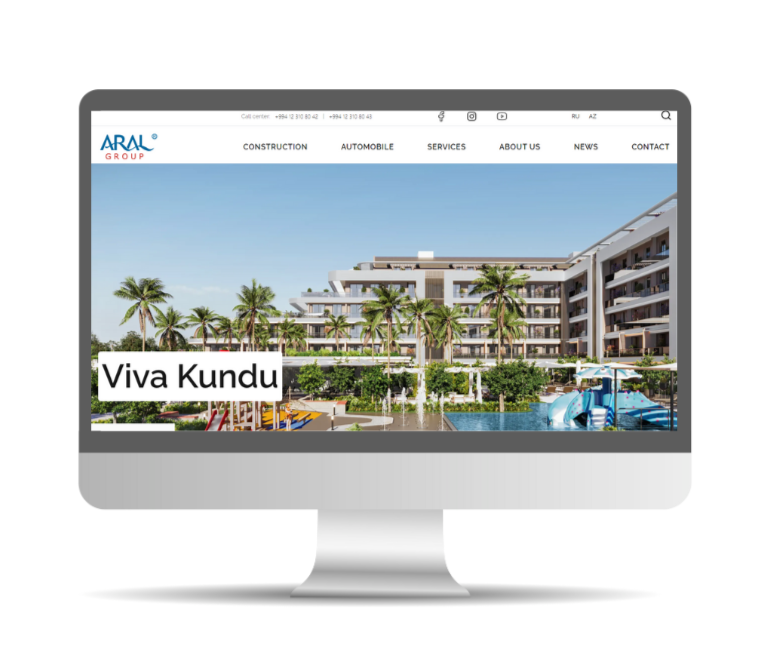 Call center: +994 12 310 80 42 | +994 12 310 80 45
RU AZ
ARAL ®
GROUP
CONSTRUCTION AUTOMOBILE SERVICES ABOUT US NEWS CONTACT
Viva Kundu